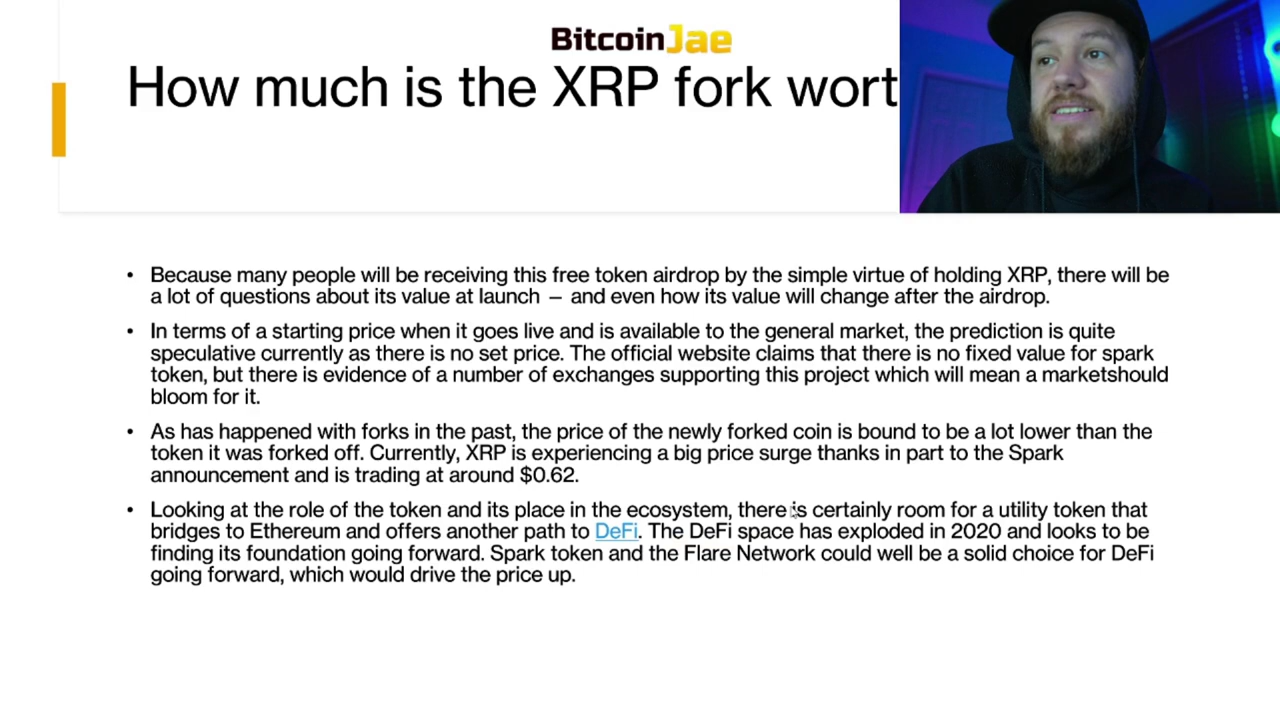 BitcoinJae
How much is the XRP fork wort
• Because many people will be receiving this free token airdrop by the simple virtue of holding XRP, there will be
a lot of questions about its value at launch – and even how its value will change after the airdrop.
• In terms of a starting price when it goes live and is available to the general market, the prediction is quite
speculative currently as there is no set price. The official website claims that there is no fixed value for spark
token, but there is evidence of a number of exchanges supporting this project which will mean a marketshould
bloom for it.
• As has happened with forks in the past, the price of the newly forked coin is bound to be a lot lower than the
token it was forked off. Currently, XRP is experiencing a big price surge thanks in part to the Spark
announcement and is trading at around $0.62.
• Looking at the role of the token and its place in the ecosystem, there is certainly room for a utility token that
bridges to Ethereum and offers another path to DeFi. The DeFi space has exploded in 2020 and looks to be
finding its foundation going forward. Spark token and the Flare Network could well be a solid choice for DeFi
going forward, which would drive the price up.